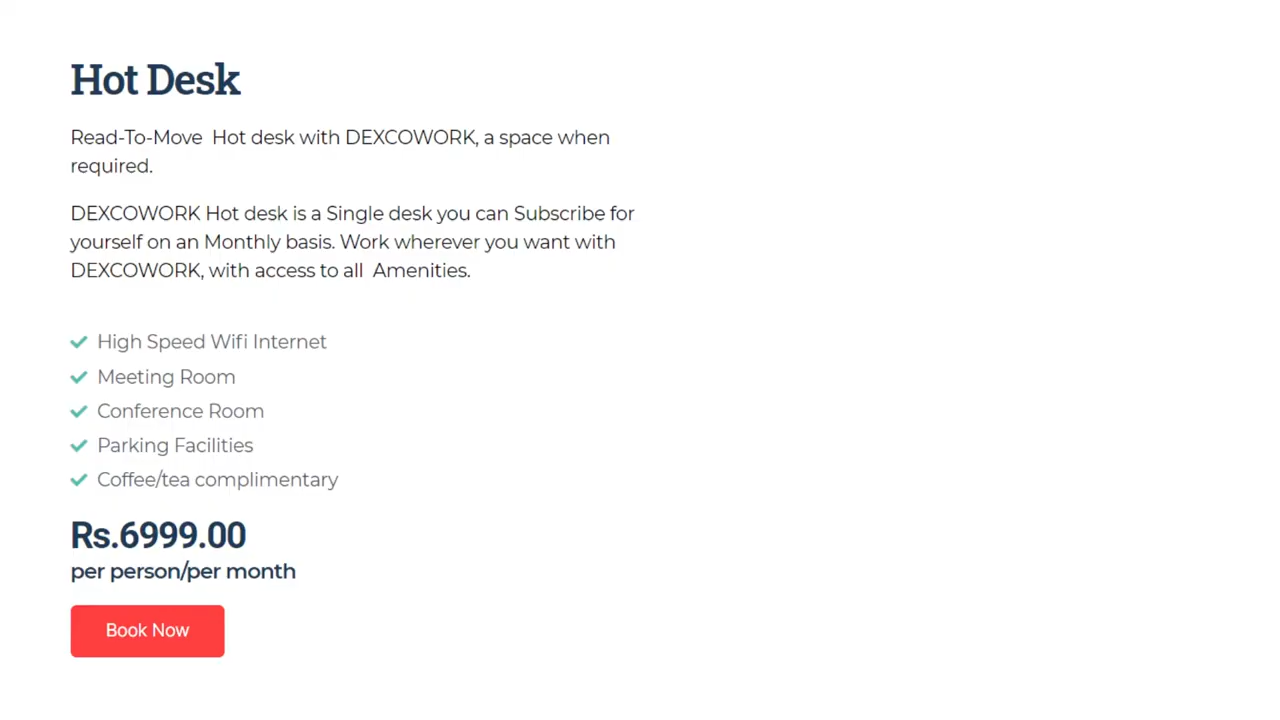 Hot Desk
Read-To-Move  Hot desk with DEXCOWORK, a space when
required.
DEXCOWORK Hot desk is a Single desk you can Subscribe for
yourself on an Monthly basis. Work wherever you want with
DEXCOWORK, with access to all  Amenities.
High Speed Wifi Internet
Meeting Room
Conference Room
Parking Facilities
Coffee/tea complimentary
Rs.6999.00
per person/per month
Book Now